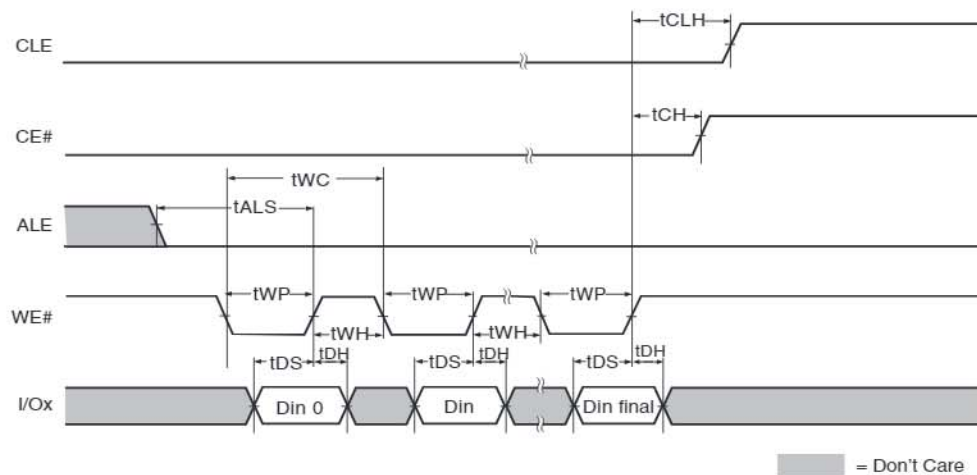 tCLH
CLE
tCH
CE#
tWC
tALS
ALE
tWP tWP tWP
WE#
tWH tWH
tDS tDH tDS tDH tDS tDH
I/Ox Din 0 Din Din final
= Don't Care